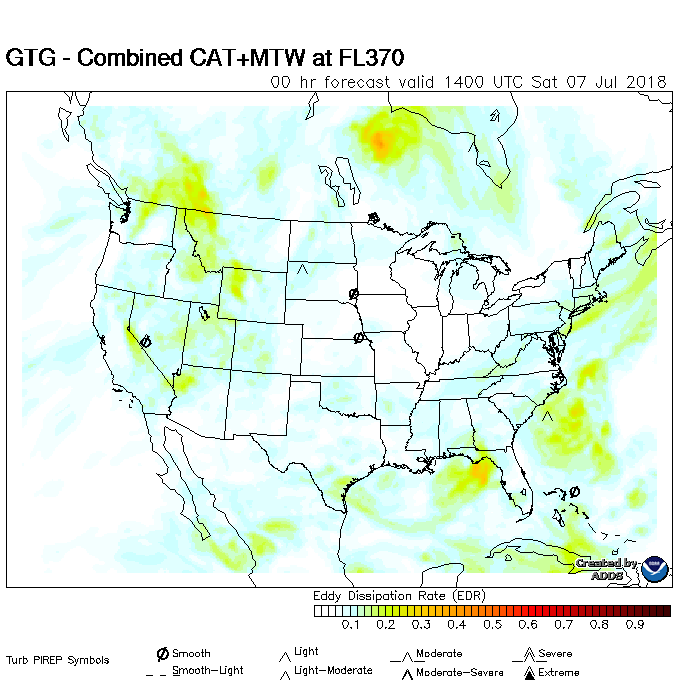 GTG - Combined CAT+MTW at FL370
00 hr forecast valid 1400 UTC Sat 07 Jul 2018
Created by
ADDS
Eddy Dissipation Rate (EDR)
0.1 0.2 0.3 0.4 0.5 0.6 0.7 0.8 0.9
Turb PIREP Symbols
Smooth Light Moderate Severe
Smooth-Light Light-Moderate Moderate-Severe Extreme